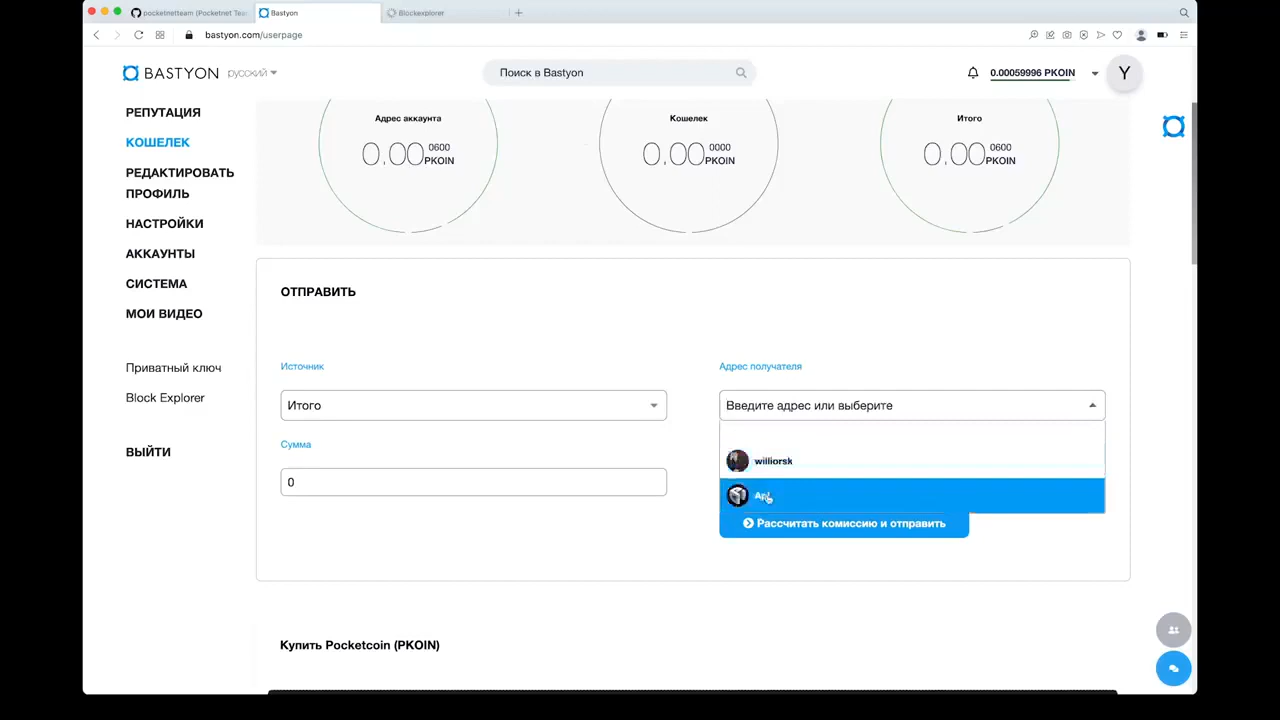 pocketnetteam (Pocketnet Tea
Bastyon
Blockexplorer
bastyon.com/userpage
BASTYON
русский
Поиск в Bastyon
0.00059996 PKOIN
Y
РЕПУТАЦИЯ
КОШЕЛЕК
РЕДАКТИРОВАТЬ
ПРОФИЛЬ
НАСТРОЙКИ
АККАУНТЫ
СИСТЕМА
МОИ ВИДЕО
Приватный ключ
Block Explorer
ВЫЙТИ
Адрес аккаунта
0,00 0600 PKOIN
Кошелек
0,00 0000 PKOIN
Итого
0,00 0600 PKOIN
ОТПРАВИТЬ
Источник
Итого
Сумма
0
Адрес получателя
Введите адрес или выберите
williorsk
Рассчитать комиссию и отправить
Купить Pocketcoin (PKOIN)